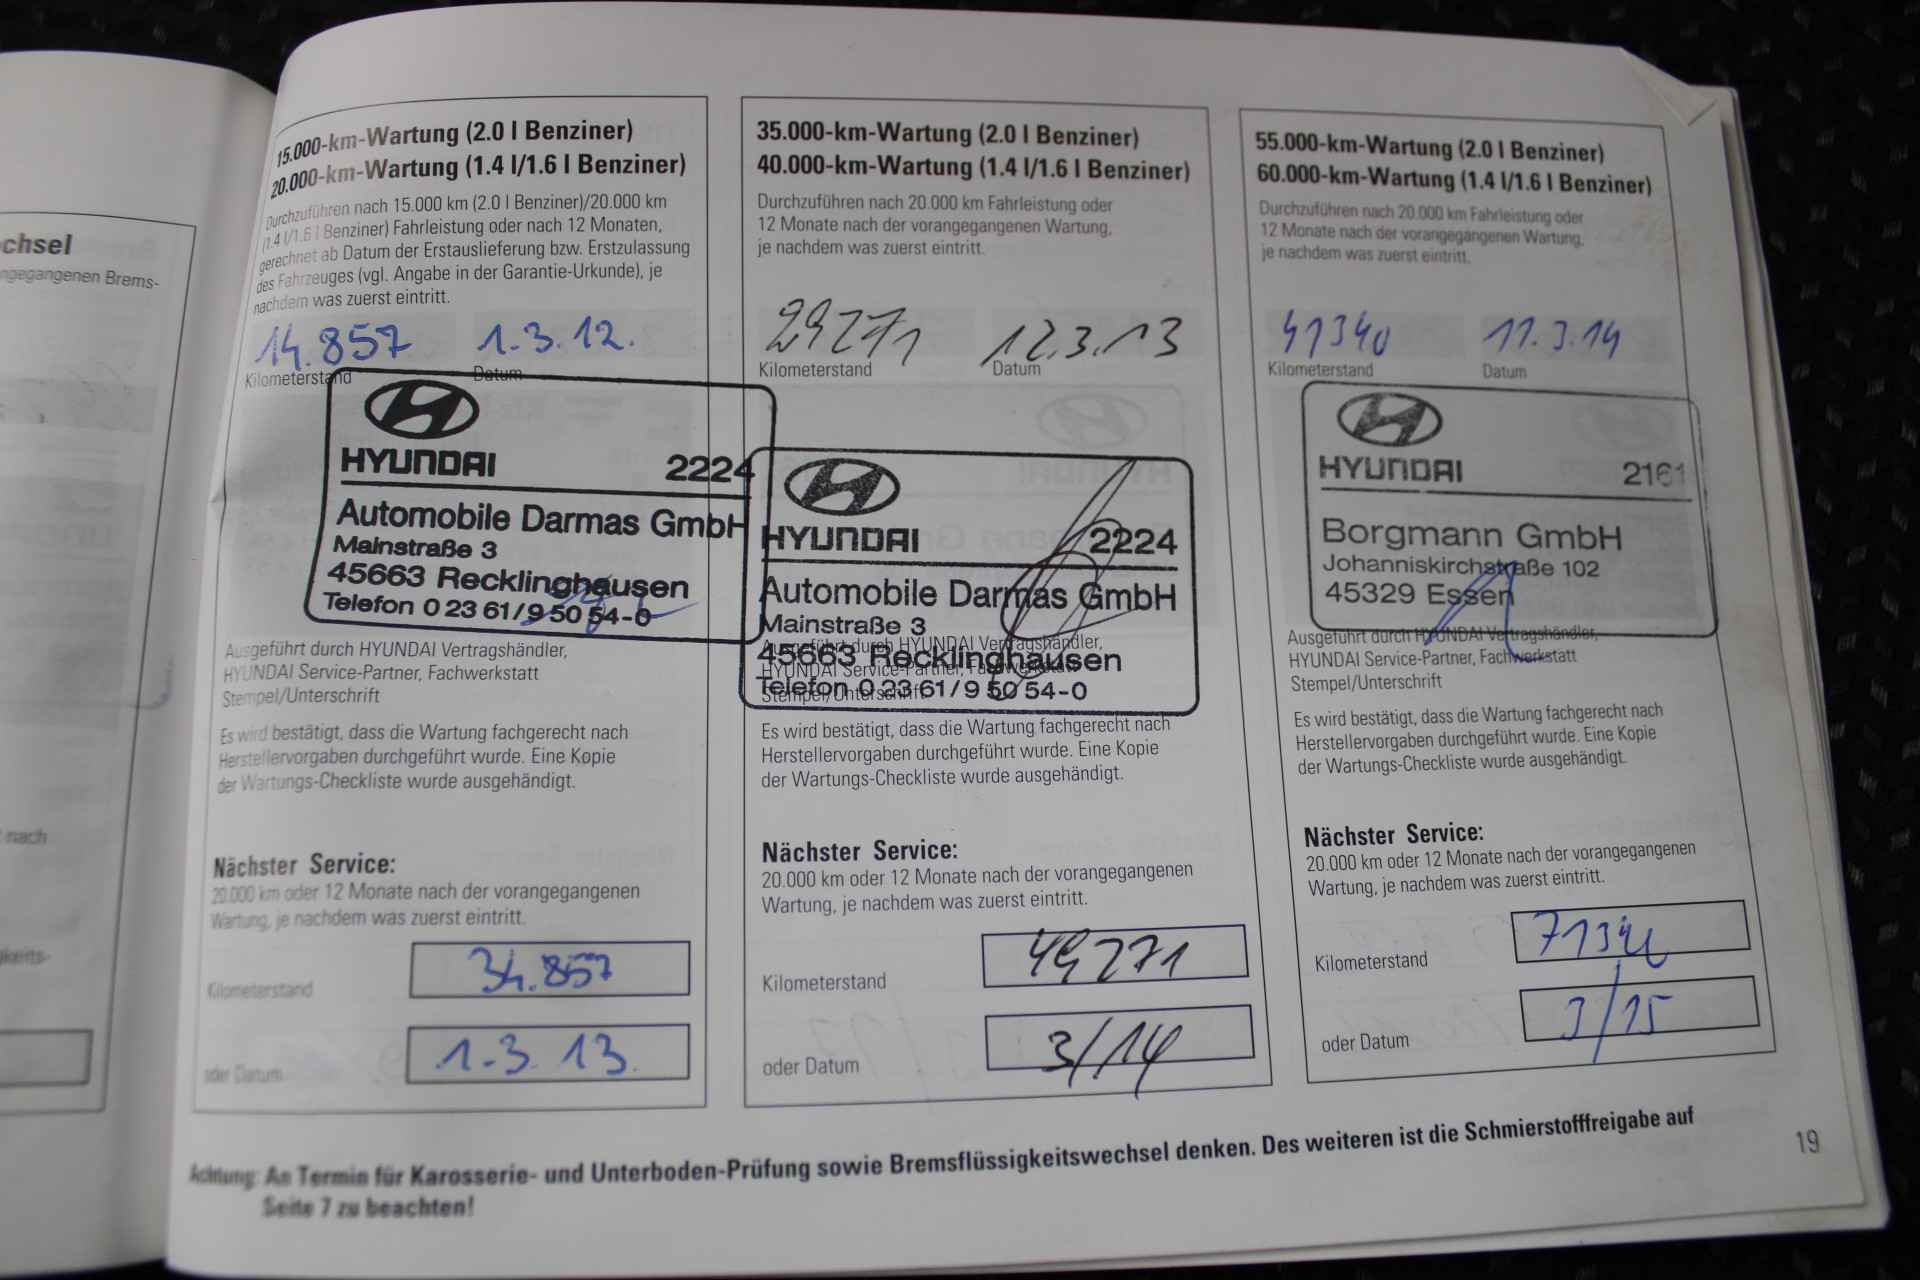 chsel
ngegangenen Brems-
nach
keits-
15.000-km-Wartung (2.0 l Benziner)
20.000-km-Wartung (1.4 l/1.6 l Benziner)
Durchzuführen nach 15.000 km (2.0 l Benziner)/20.000 km
(1.4 l/1.6 l Benziner) Fahrleistung oder nach 12 Monaten,
gerechnet ab Datum der Erstauslieferung bzw. Erstzulassung
des Fahrzeuges (vgl. Angabe in der Garantie-Urkunde), je
nachdem was zuerst eintritt.
14.857 1.3.12.
Kilometerstand Datum
HYUNDAI 2224
Automobile Darmas GmbH
Mainstraße 3
45663 Recklinghausen
Telefon 0 23 61/9 50 54-0
Ausgeführt durch HYUNDAI Vertragshändler,
HYUNDAI Service-Partner, Fachwerkstatt
Stempel/Unterschrift
Es wird bestätigt, dass die Wartung fachgerecht nach
Herstellervorgaben durchgeführt wurde. Eine Kopie
der Wartungs-Checkliste wurde ausgehändigt.
Nächster Service:
20.000 km oder 12 Monate nach der vorangegangenen
Wartung, je nachdem was zuerst eintritt.
Kilometerstand 34.857
oder Datum 1.3.13.
35.000-km-Wartung (2.0 l Benziner)
40.000-km-Wartung (1.4 l/1.6 l Benziner)
Durchzuführen nach 20.000 km Fahrleistung oder
12 Monate nach der vorangegangenen Wartung,
je nachdem was zuerst eintritt.
29271 12.3.13
Kilometerstand Datum
HYUNDAI 2224
Automobile Darmas GmbH
Mainstraße 3
Ausgeführt durch HYUNDAI Vertragshändler,
45663 Recklinghausen
HYUNDAI Service-Partner, Fachwerkstatt
Telefon 0 23 61/9 50 54-0
Stempel/Unterschrift
Es wird bestätigt, dass die Wartung fachgerecht nach
Herstellervorgaben durchgeführt wurde. Eine Kopie
der Wartungs-Checkliste wurde ausgehändigt.
Nächster Service:
20.000 km oder 12 Monate nach der vorangegangenen
Wartung, je nachdem was zuerst eintritt.
Kilometerstand 49271
oder Datum 3/14
55.000-km-Wartung (2.0 l Benziner)
60.000-km-Wartung (1.4 l/1.6 l Benziner)
Durchzuführen nach 20.000 km Fahrleistung oder
12 Monate nach der vorangegangenen Wartung,
je nachdem was zuerst eintritt.
41340 11.3.14
Kilometerstand Datum
HYUNDAI 2161
Borgmann GmbH
Johanniskirchstraße 102
45329 Essen
Ausgeführt durch HYUNDAI Vertragshändler,
HYUNDAI Service-Partner, Fachwerkstatt
Stempel/Unterschrift
Es wird bestätigt, dass die Wartung fachgerecht nach
Herstellervorgaben durchgeführt wurde. Eine Kopie
der Wartungs-Checkliste wurde ausgehändigt.
Nächster Service:
20.000 km oder 12 Monate nach der vorangegangenen
Wartung, je nachdem was zuerst eintritt.
Kilometerstand
oder Datum 3/15
Achtung: An Termin für Karosserie- und Unterboden-Prüfung sowie Bremsflüssigkeitswechsel denken. Des weiteren ist die Schmierstofffreigabe auf
Seite 7 zu beachten!
19